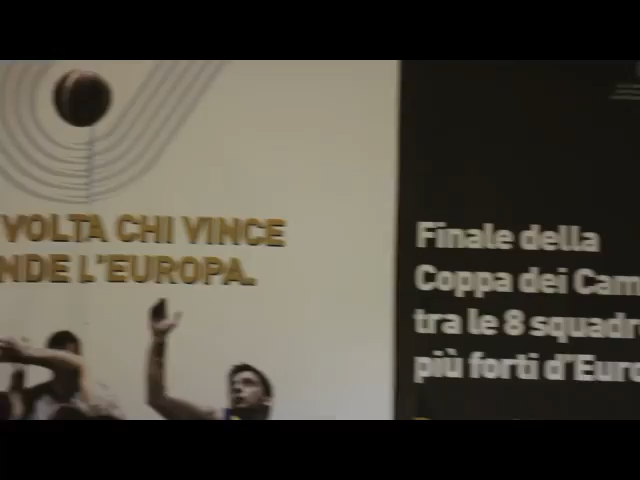 VOLTA CHI VINCE
NDE L'EUROPA.
Finale della
Coppa dei Cam
tra le 8 squadr
più forti d'Euro